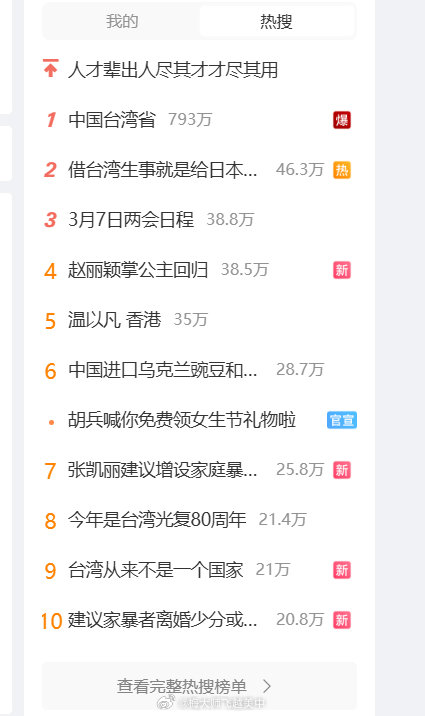 我的 热搜
人才辈出人尽其才才尽其用
1 中国台湾省 793万 爆
2 借台湾生事就是给日本... 46.3万 热
3 3月7日两会日程 38.8万
4 赵丽颖掌公主回归 38.5万 新
5 温以凡 香港 35万
6 中国进口乌克兰豌豆和... 28.7万
胡兵喊你免费领女生节礼物啦 官宣
7 张凯丽建议增设家庭暴... 25.8万 新
8 今年是台湾光复80周年 21.4万
9 台湾从来不是一个国家 21万 新
10 建议家暴者离婚少分或... 20.8万 新
查看完整热搜榜单